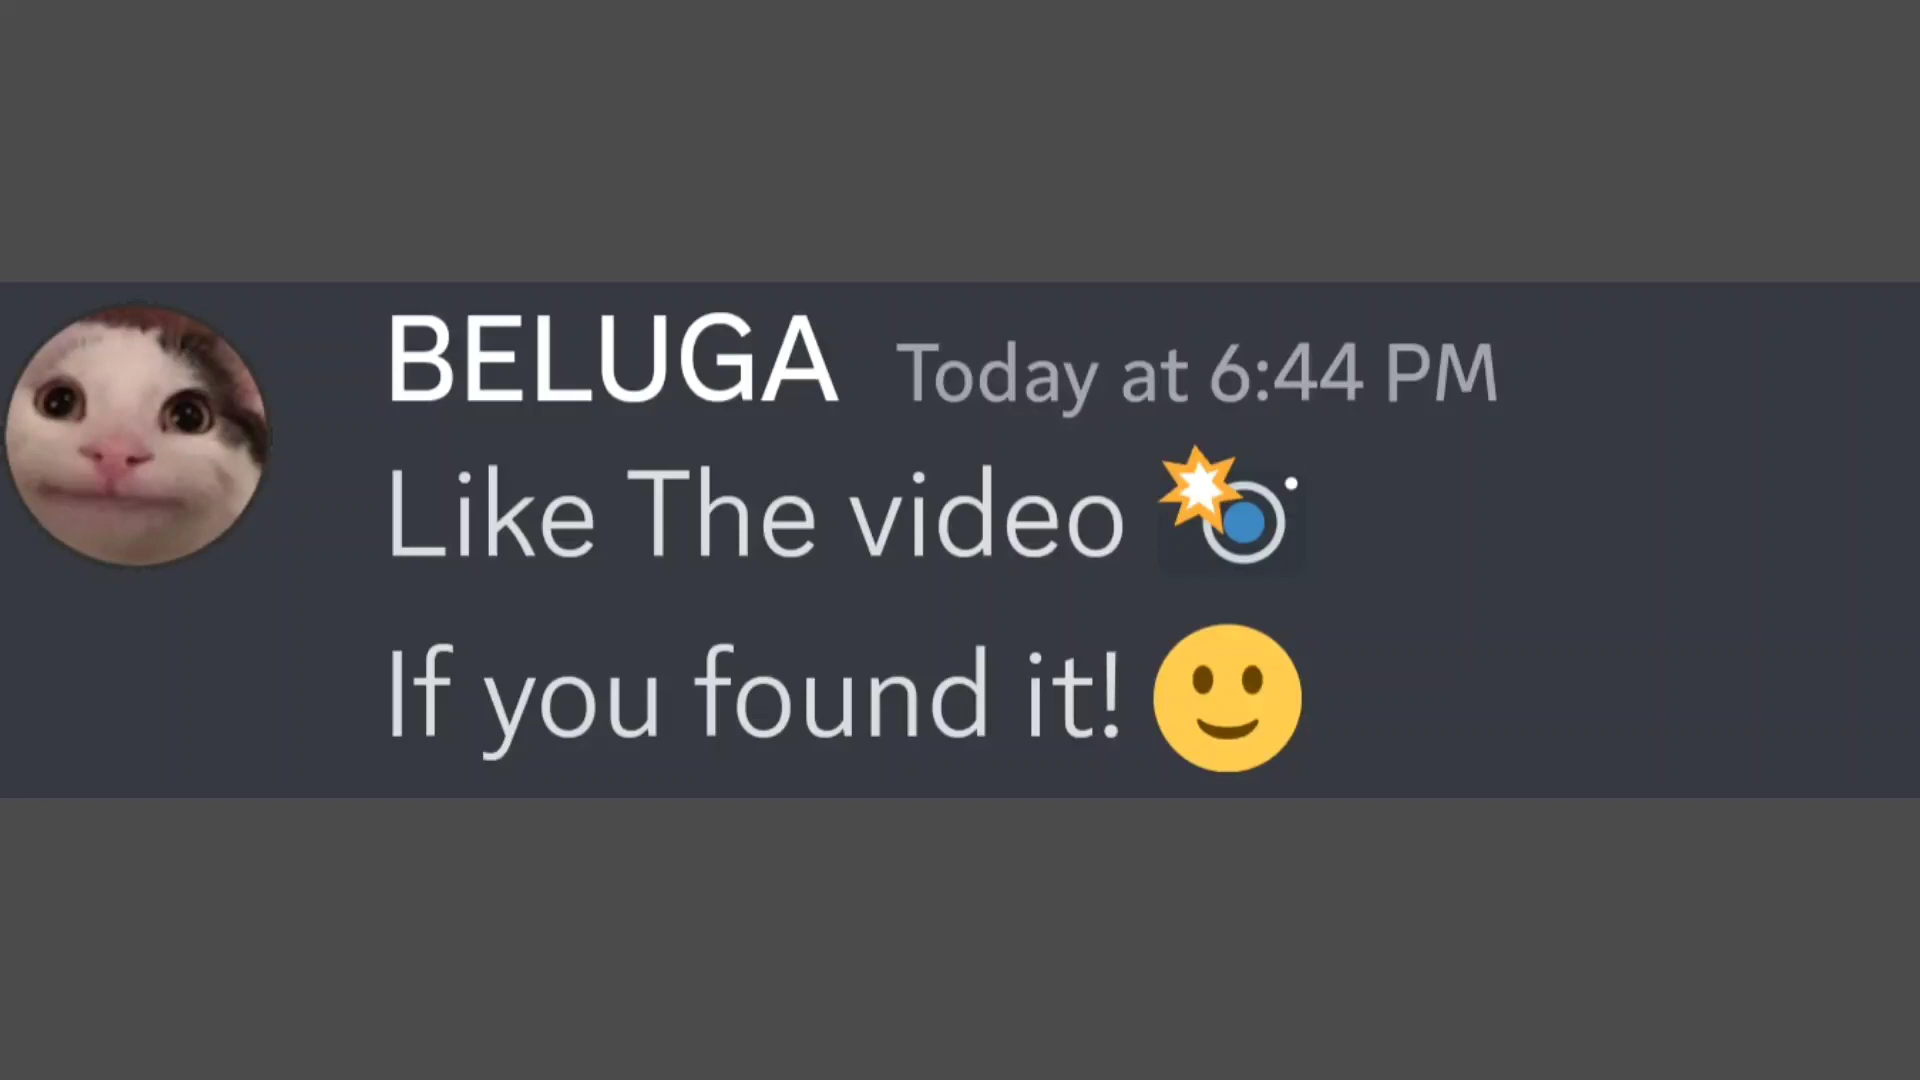 BELUGA Today at 6:44 PM
Like The video 📸
If you found it! 🙂